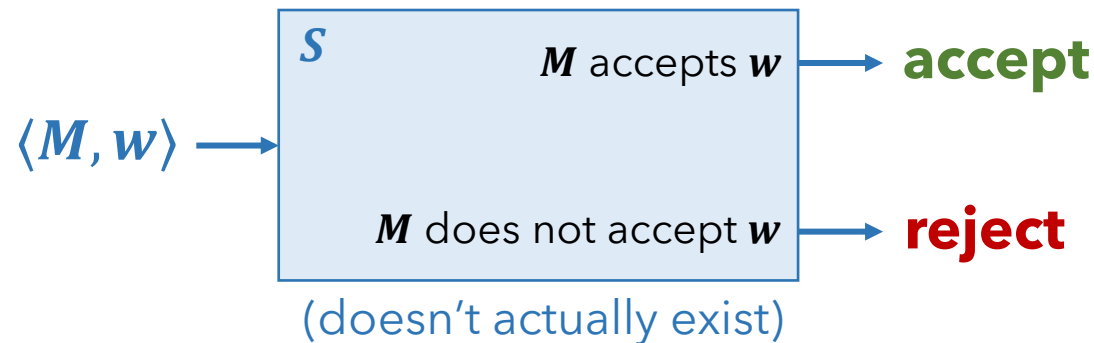 S
M accepts w
accept
⟨M, w⟩
M does not accept w
reject
(doesn’t actually exist)